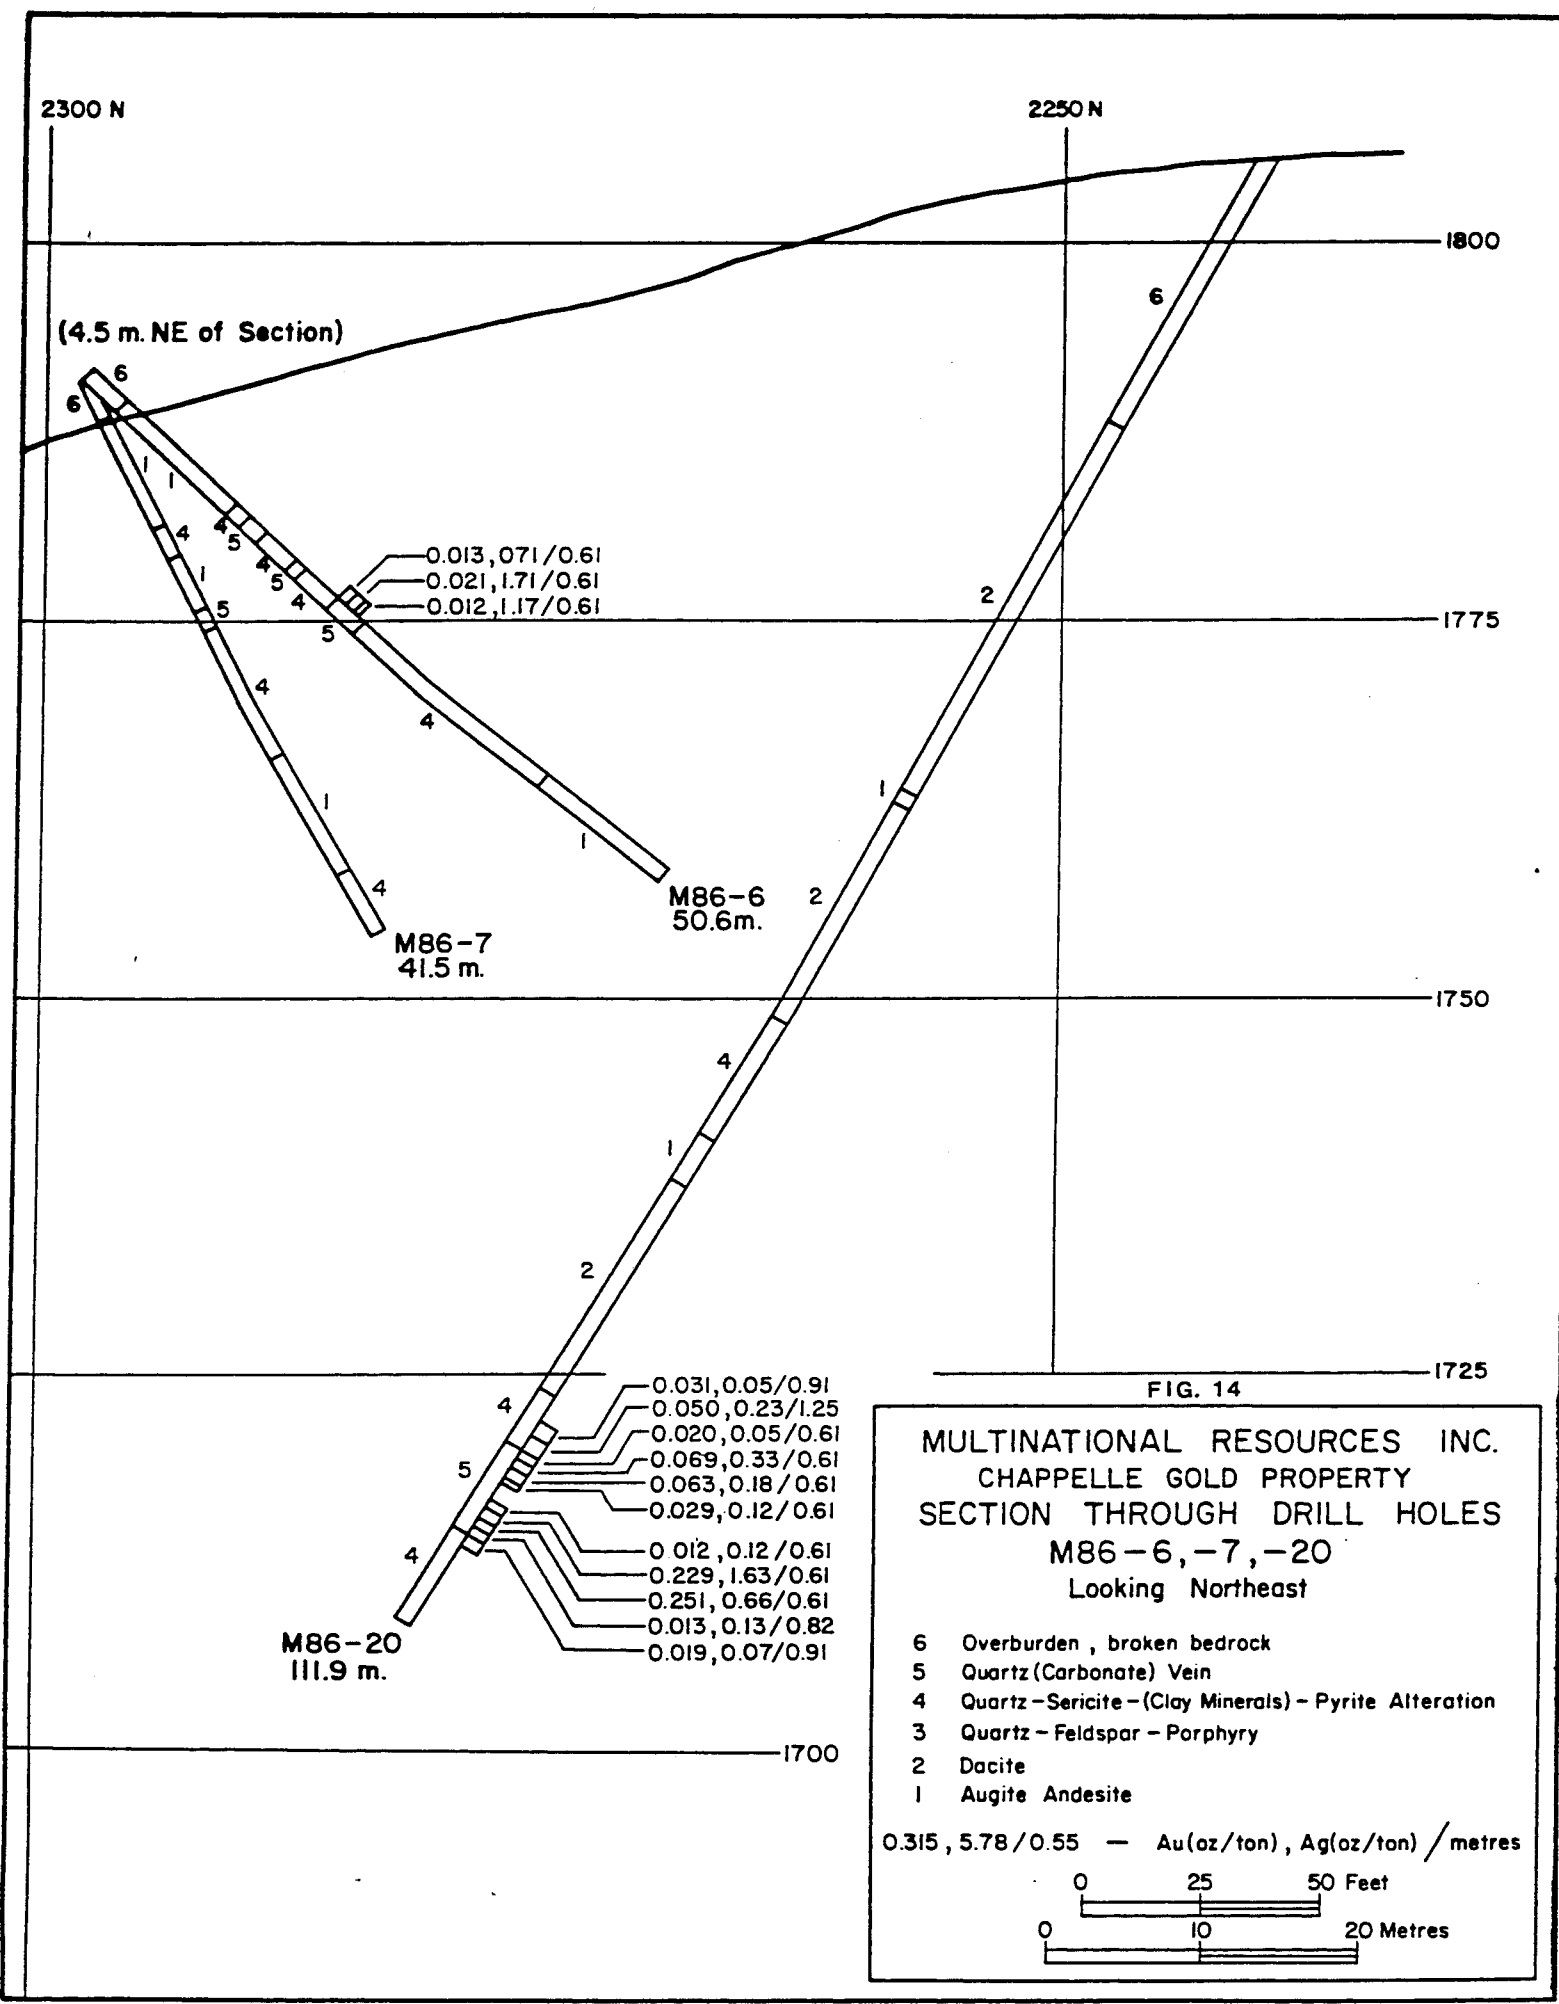 2300 N
2250 N
1800
6
(4.5 m. NE of Section)
6
6
1
1
4
4
5
1
4
5
5
4
5
0.013,071/0.61
0.021,1.71/0.61
0.012,1.17/0.61
2
1775
4
4
1
1
1
4
M86-6
50.6m.
2
M86-7
41.5 m.
1750
4
1
2
1725
4
5
4
0.031,0.05/0.91
0.050,0.23/1.25
0.020,0.05/0.61
0.069,0.33/0.61
0.063,0.18/0.61
0.029,0.12/0.61
0.012,0.12/0.61
0.229,1.63/0.61
0.251,0.66/0.61
0.013,0.13/0.82
0.019,0.07/0.91
M86-20
111.9 m.
1700
FIG. 14
MULTINATIONAL RESOURCES INC.
CHAPPELLE GOLD PROPERTY
SECTION THROUGH DRILL HOLES
M86-6,-7,-20
Looking Northeast
6 Overburden , broken bedrock
5 Quartz (Carbonate) Vein
4 Quartz-Sericite-(Clay Minerals)-Pyrite Alteration
3 Quartz-Feldspar-Porphyry
2 Dacite
1 Augite Andesite
0.315, 5.78/0.55 — Au(oz/ton), Ag(oz/ton) / metres
0 25 50 Feet
0 10 20 Metres